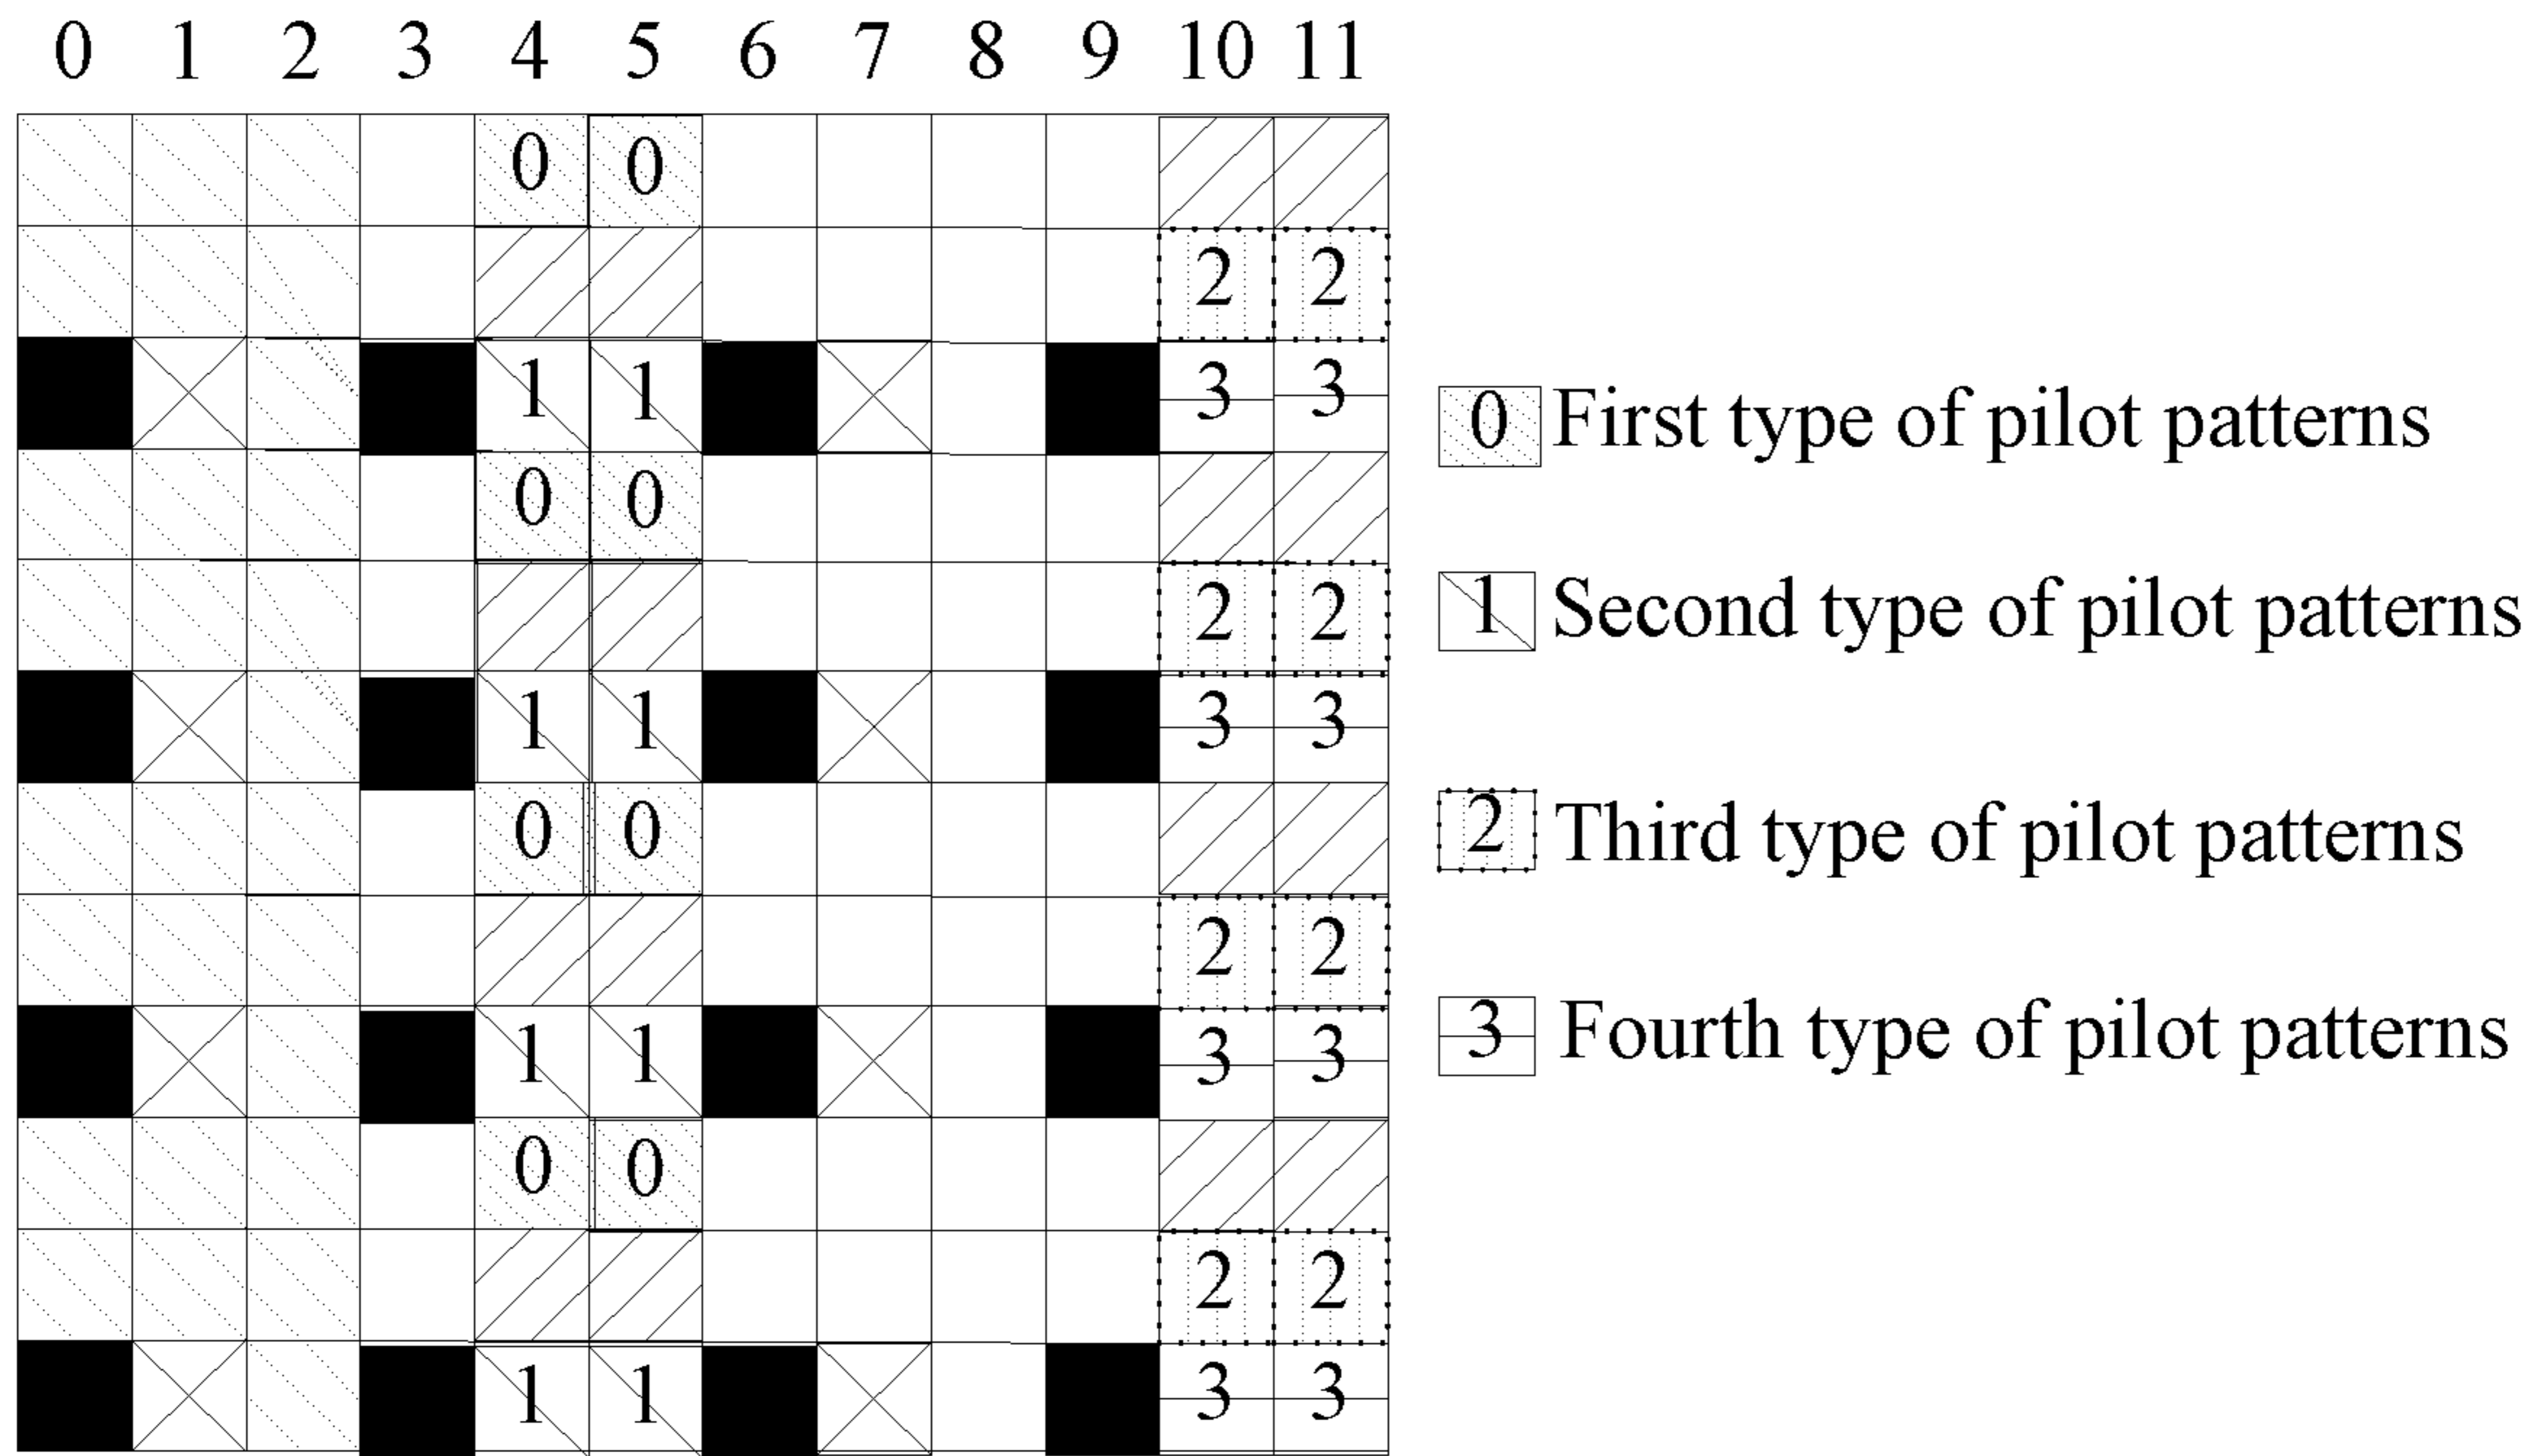 0 1 2 3 4 5 6 7 8 9 10 11
0 0
2 2
1 1 3 3
0 0
2 2
1 1 3 3
0 0
2 2
1 1 3 3
0 0
2 2
1 1 3 3
0 First type of pilot patterns
1 Second type of pilot patterns
2 Third type of pilot patterns
3 Fourth type of pilot patterns